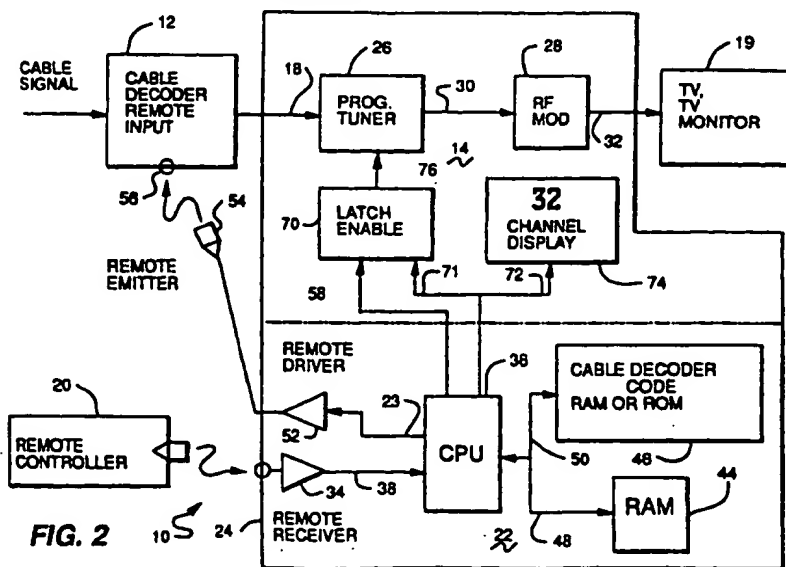 12
26
28
19
CABLE
SIGNAL
CABLE
DECODER
REMOTE
INPUT
18
PROG.
TUNER
30
RF
MOD
32
TV,
TV
MONITOR
56
54
76
14
70
LATCH
ENABLE
32
CHANNEL
DISPLAY
REMOTE
EMITTER
58
71
72
74
REMOTE
DRIVER
36
CABLE DECODER
CODE
RAM OR ROM
20
23
52
CPU
50
46
REMOTE
CONTROLLER
34
38
RAM
44
FIG. 2
10
24
REMOTE
RECEIVER
22
48